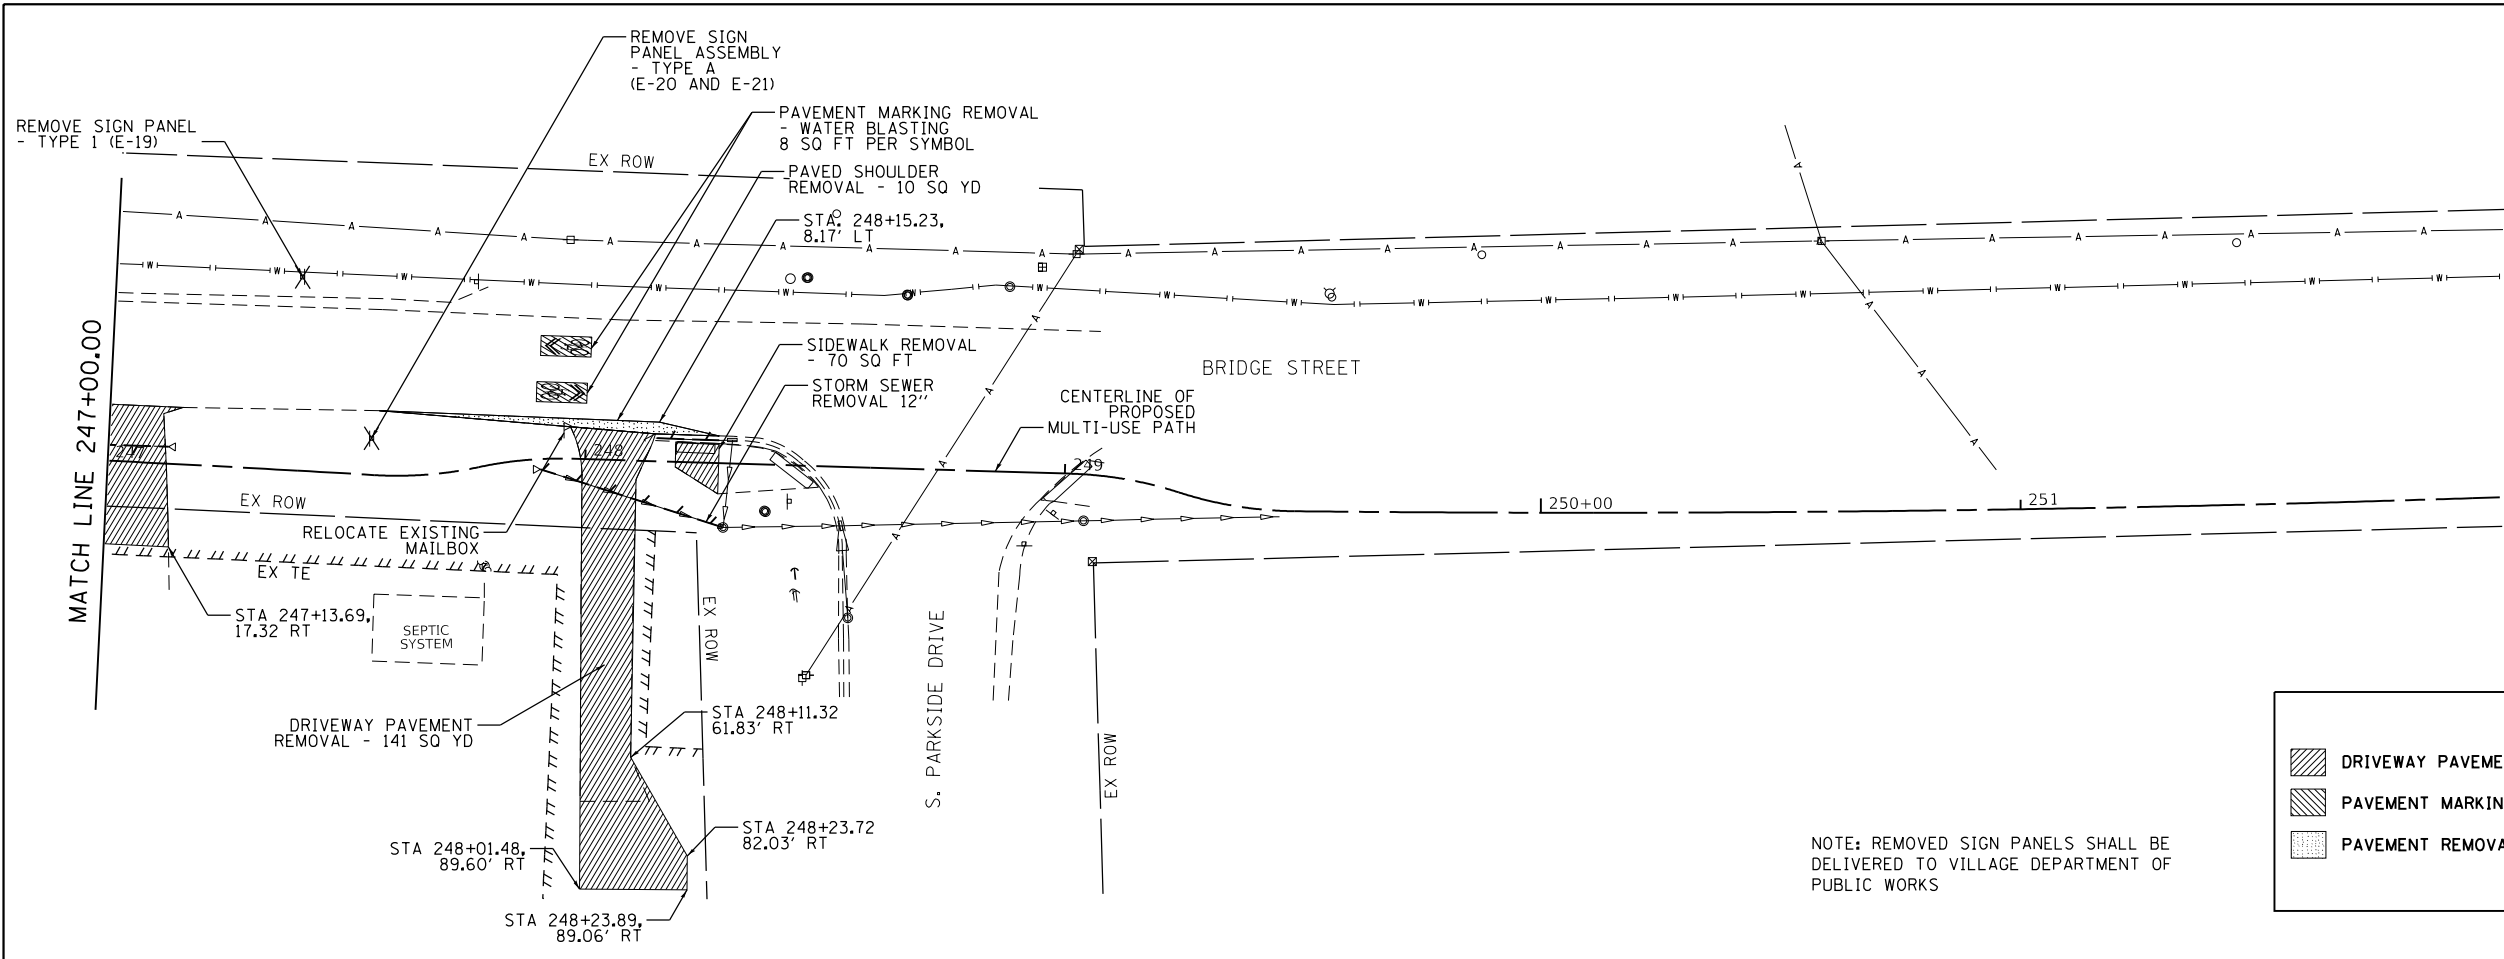 REMOVE SIGN
PANEL ASSEMBLY
- TYPE A
(E-20 AND E-21)
REMOVE SIGN PANEL
- TYPE 1 (E-19)
PAVEMENT MARKING REMOVAL
- WATER BLASTING
8 SQ FT PER SYMBOL
EX ROW
PAVED SHOULDER
REMOVAL - 10 SQ YD
STA. 248+15.23,
8.17' LT
MATCH LINE 247+00.00
SIDEWALK REMOVAL
- 70 SQ FT
STORM SEWER
REMOVAL 12''
BRIDGE STREET
CENTERLINE OF
PROPOSED
MULTI-USE PATH
247
248
249
250+00
251
EX ROW
RELOCATE EXISTING
MAILBOX
EX TE
STA 247+13.69,
17.32 RT
SEPTIC
SYSTEM
EX ROW
S. PARKSIDE DRIVE
EX ROW
DRIVEWAY PAVEMENT
REMOVAL - 141 SQ YD
STA 248+11.32
61.83' RT
STA 248+23.72
82.03' RT
STA 248+01.48,
89.60' RT
STA 248+23.89,
89.06' RT
NOTE: REMOVED SIGN PANELS SHALL BE
DELIVERED TO VILLAGE DEPARTMENT OF
PUBLIC WORKS
DRIVEWAY PAVEME
PAVEMENT MARKIN
PAVEMENT REMOVA